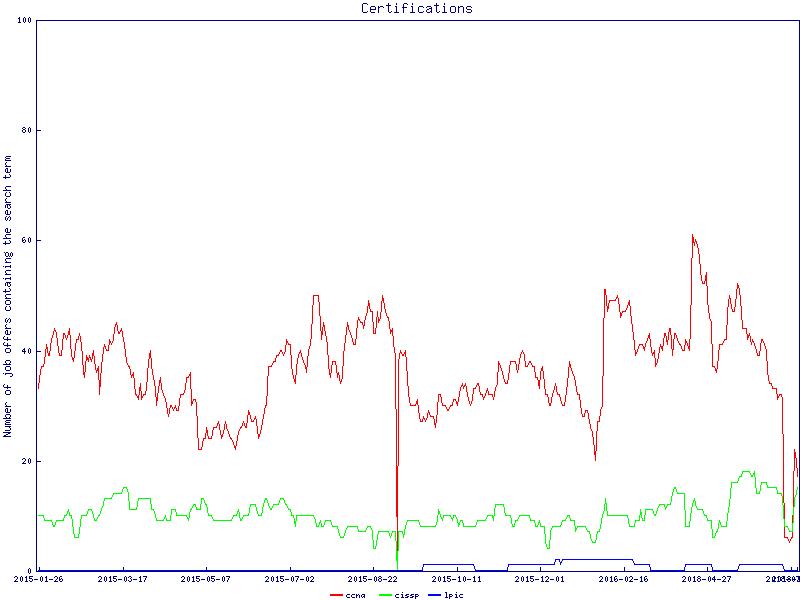 Certifications
Number of job offers containing the search term
100
80
60
40
20
0
2015-01-26 2015-03-17 2015-05-07 2015-07-02 2015-08-22 2015-10-11 2015-12-01 2016-02-16 2018-04-27
ccna cissp lpic